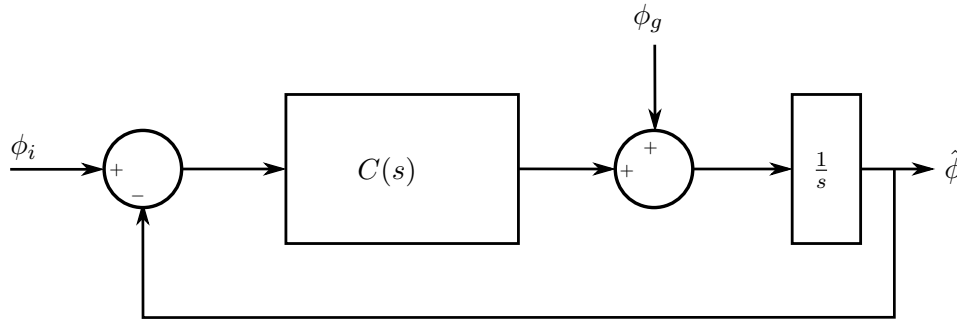 ϕ_g
ϕ_i
+
−
C(s)
+
+
1/s
ϕ̂